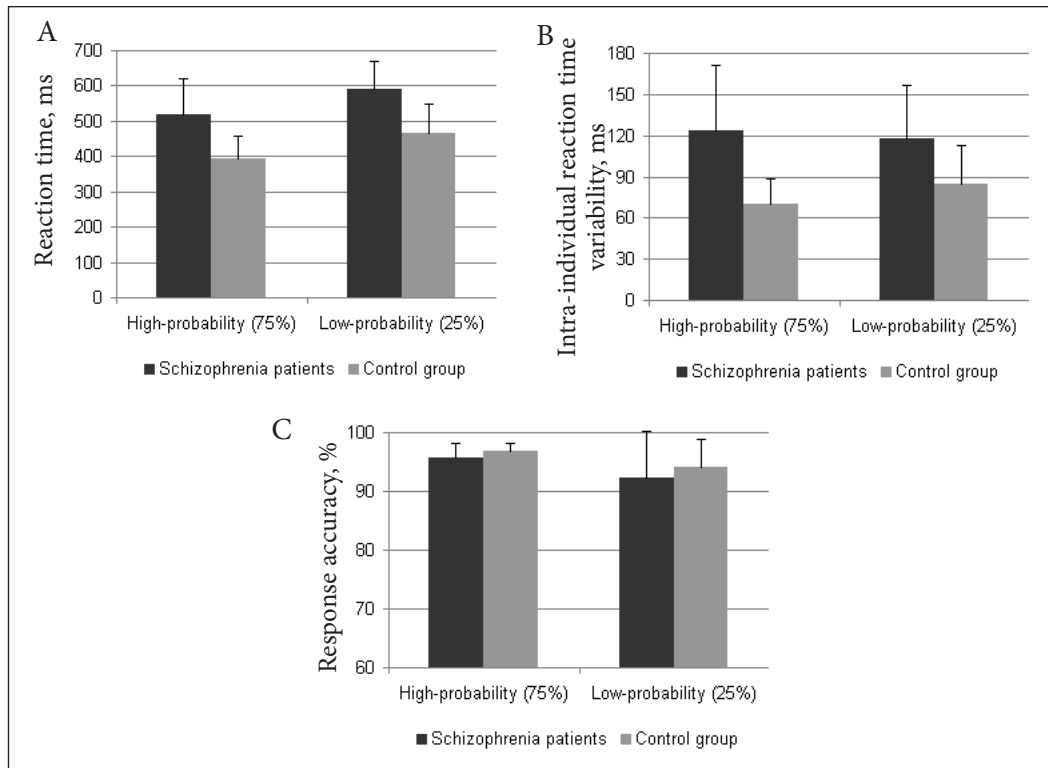 A
Reaction time, ms
700
600
500
400
300
200
100
0
High-probability (75%) Low-probability (25%)
Schizophrenia patients Control group
B
Intra-individual reaction time
variability, ms
180
150
120
90
60
30
0
High-probability (75%) Low-probability (25%)
Schizophrenia patients Control group
C
Response accuracy, %
100
90
80
70
60
High-probability (75%) Low-probability (25%)
Schizophrenia patients Control group